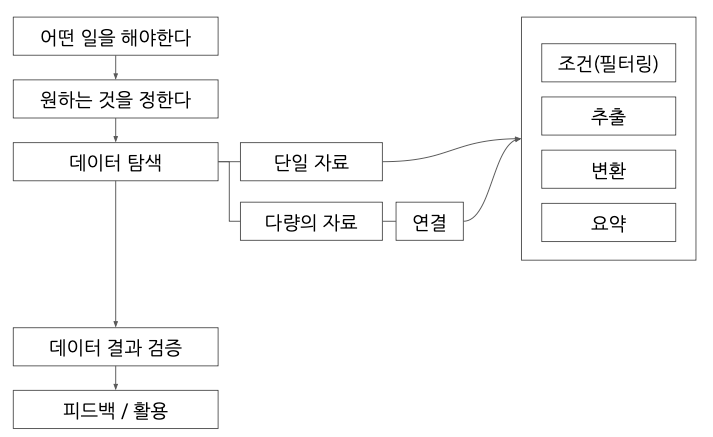 어떤 일을 해야한다
원하는 것을 정한다
데이터 탐색
단일 자료
다량의 자료
연결
조건(필터링)
추출
변환
요약
데이터 결과 검증
피드백 / 활용